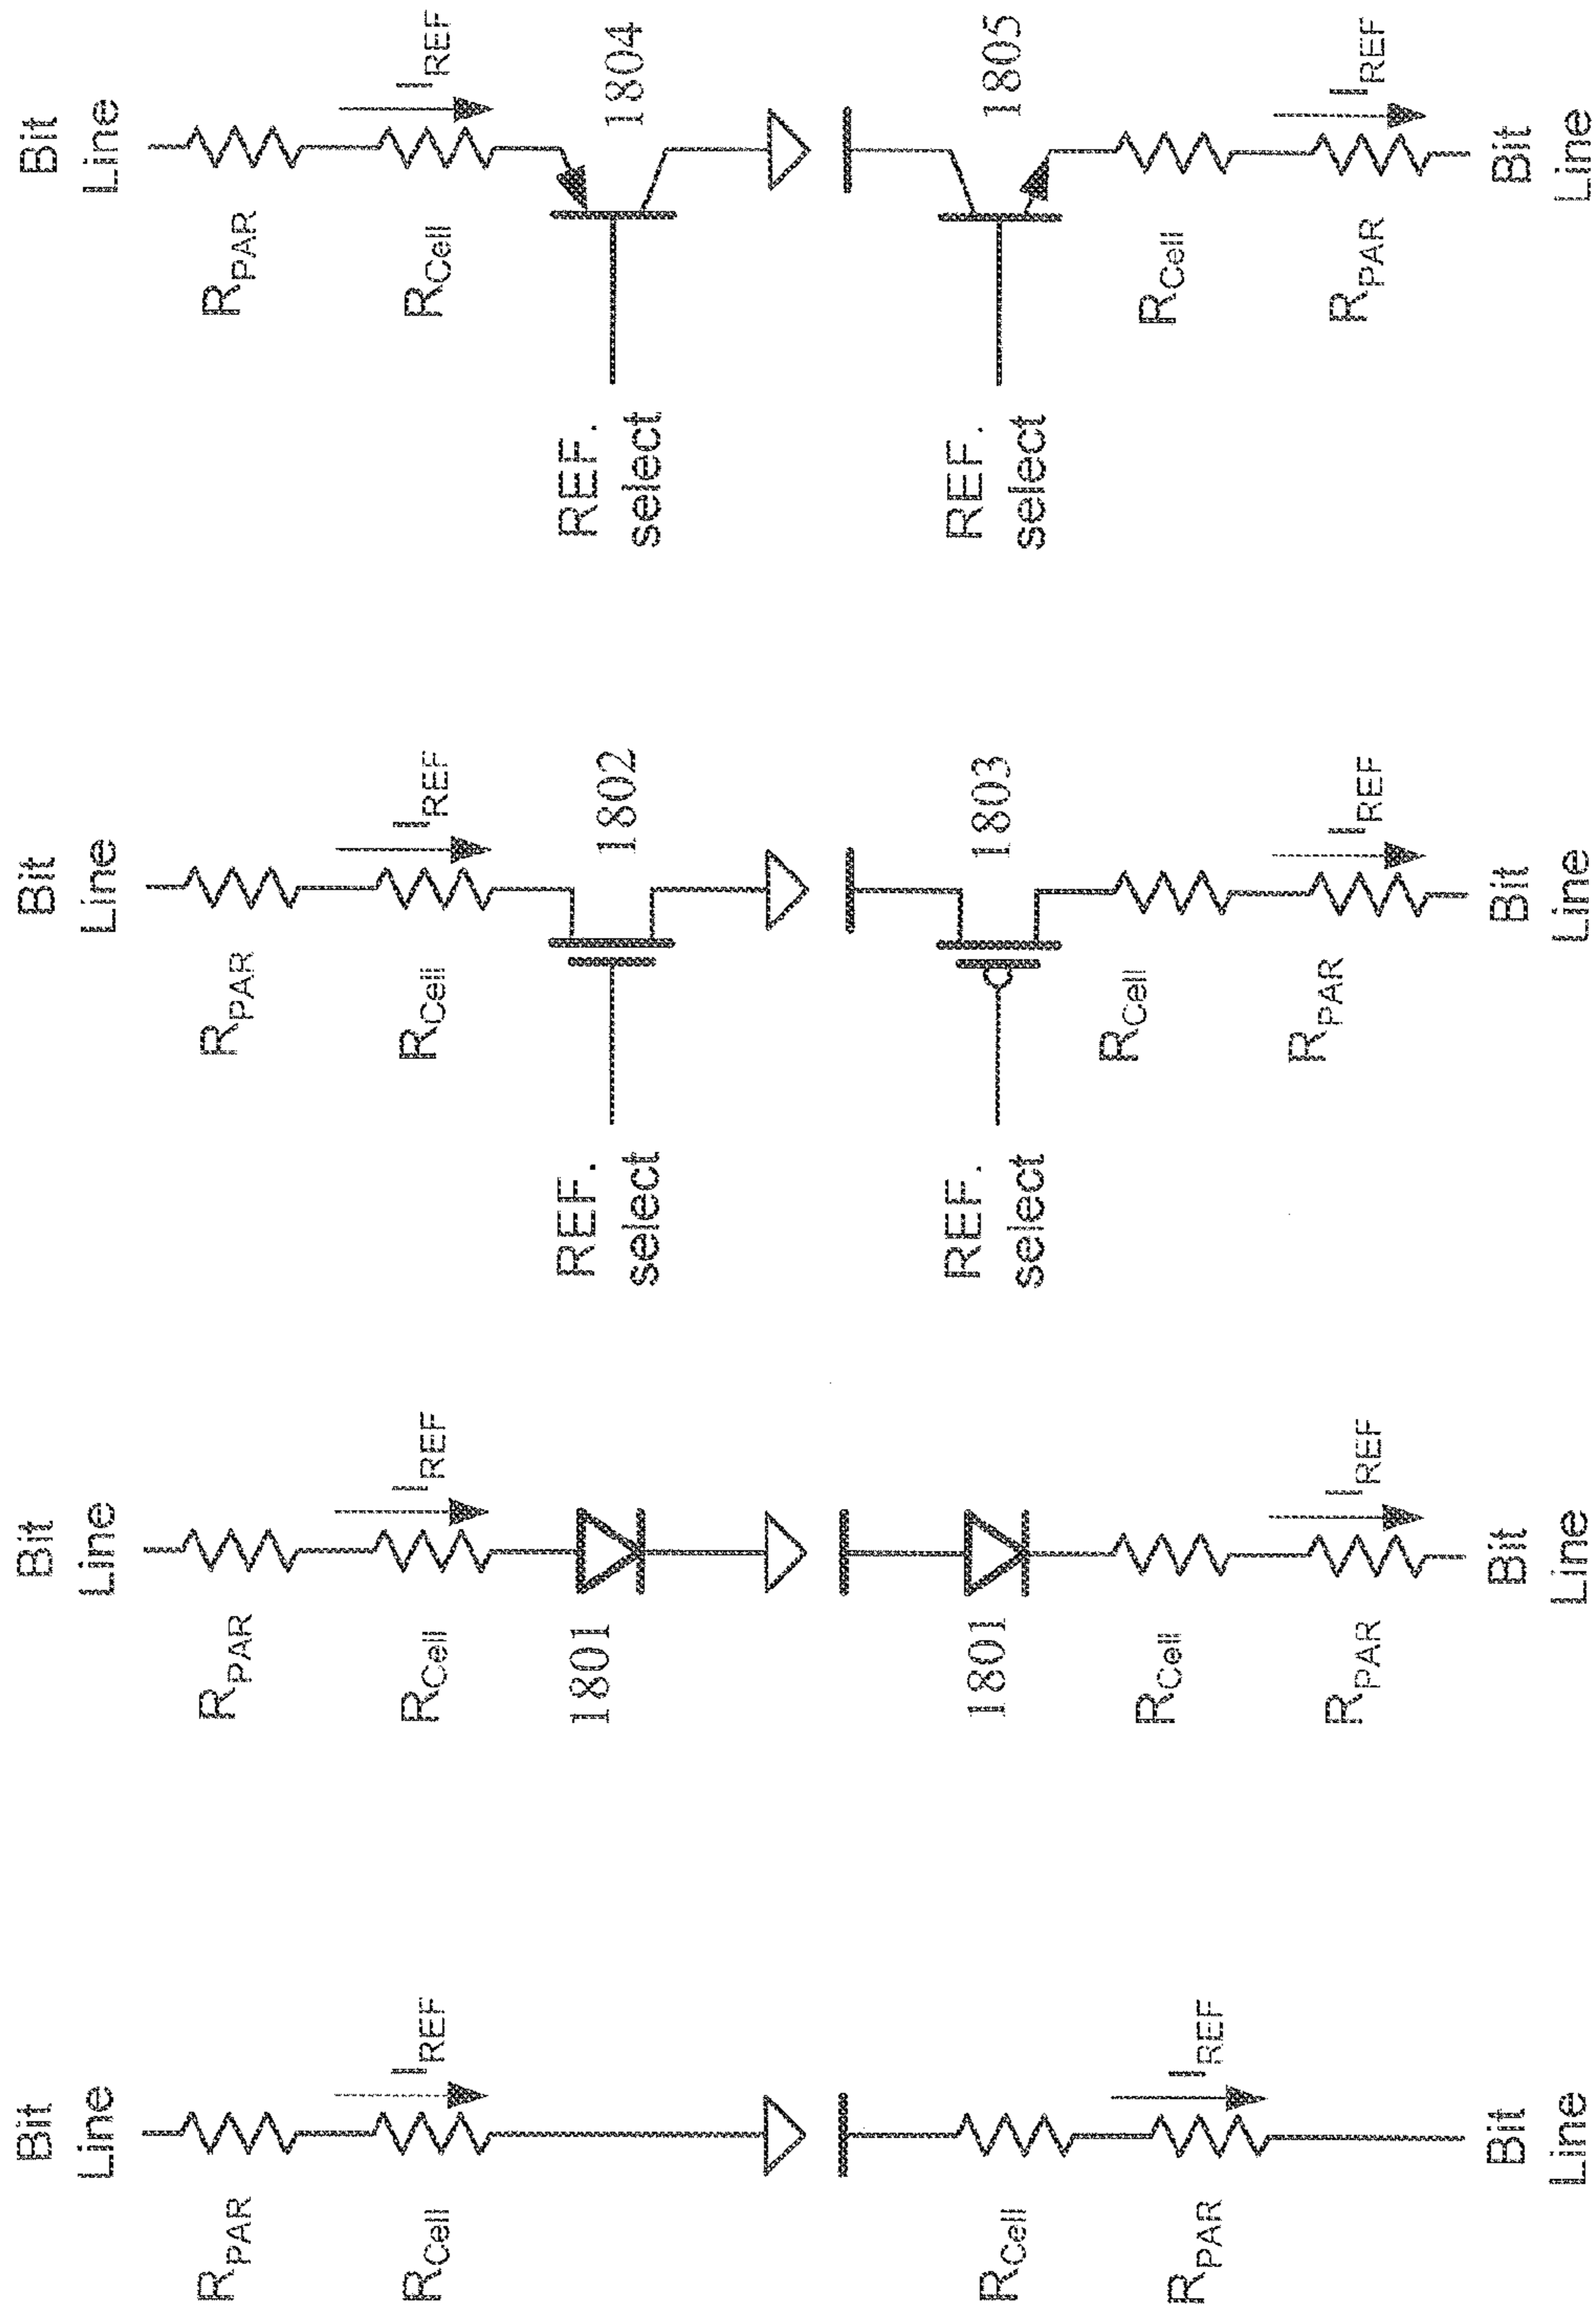 Bit
Line
R_PAR
R_Cell
I_REF
R_Cell
R_PAR
I_REF
Bit
Line
Bit
Line
R_PAR
R_Cell
I_REF
1801
1801
R_Cell
R_PAR
I_REF
Bit
Line
Bit
Line
R_PAR
R_Cell
I_REF
REF.
select
1802
REF.
select
1803
R_Cell
R_PAR
I_REF
Bit
Line
Bit
Line
R_PAR
R_Cell
I_REF
REF.
select
1804
REF.
select
1805
R_Cell
R_PAR
I_REF
Bit
Line